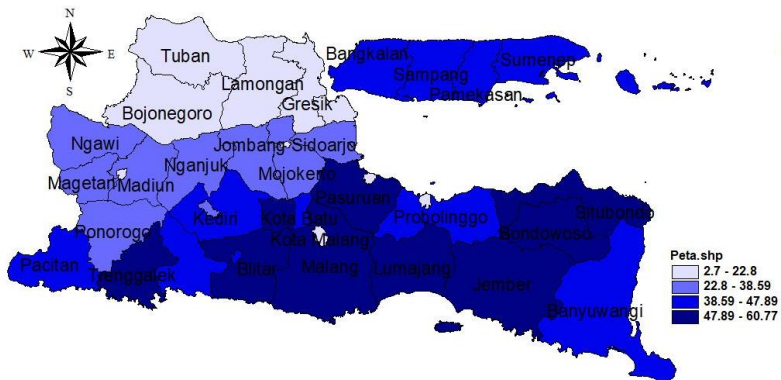 N
W E
S
Tuban
Bangkalan
Sumenep
Sampang
Pamekasan
Lamongan
Gresik
Bojonegoro
Ngawi
Jombang Sidoarjo
Nganjuk
Magetan
Madiun
Mojokerto
Pasuruan
Kediri
Kota Batu
Probolinggo
Situbondo
Ponorogo
Bondowoso
Kota Malang
Pacitan
Trenggalek
Blitar
Malang
Lumajang
Jember
Banyuwangi
Peta.shp
2.7 - 22.8
22.8 - 38.59
38.59 - 47.89
47.89 - 60.77